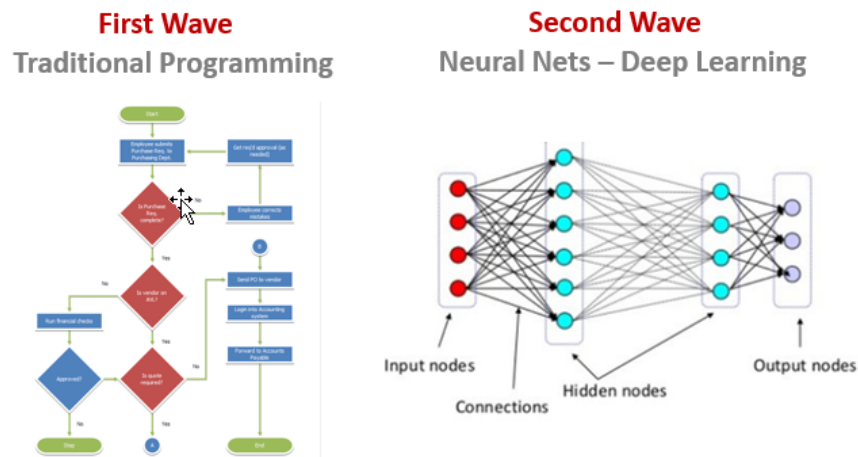 First Wave
Traditional Programming
Second Wave
Neural Nets – Deep Learning
Start
Employee submits
Purchase Req. to
Purchasing Dept.
Get req'd approval (as
needed)
Is Purchase
Req.
complete?
No
Employee corrects
mistakes
Yes
B
Is vendor on
AVL?
No
Send PO to vendor
Run financial checks
Login into Accounting
system
Yes
Forward to Accounts
Payable
Approved?
Is quote
required?
No
No
Yes
Stop
A
End
Input nodes
Connections
Hidden nodes
Output nodes